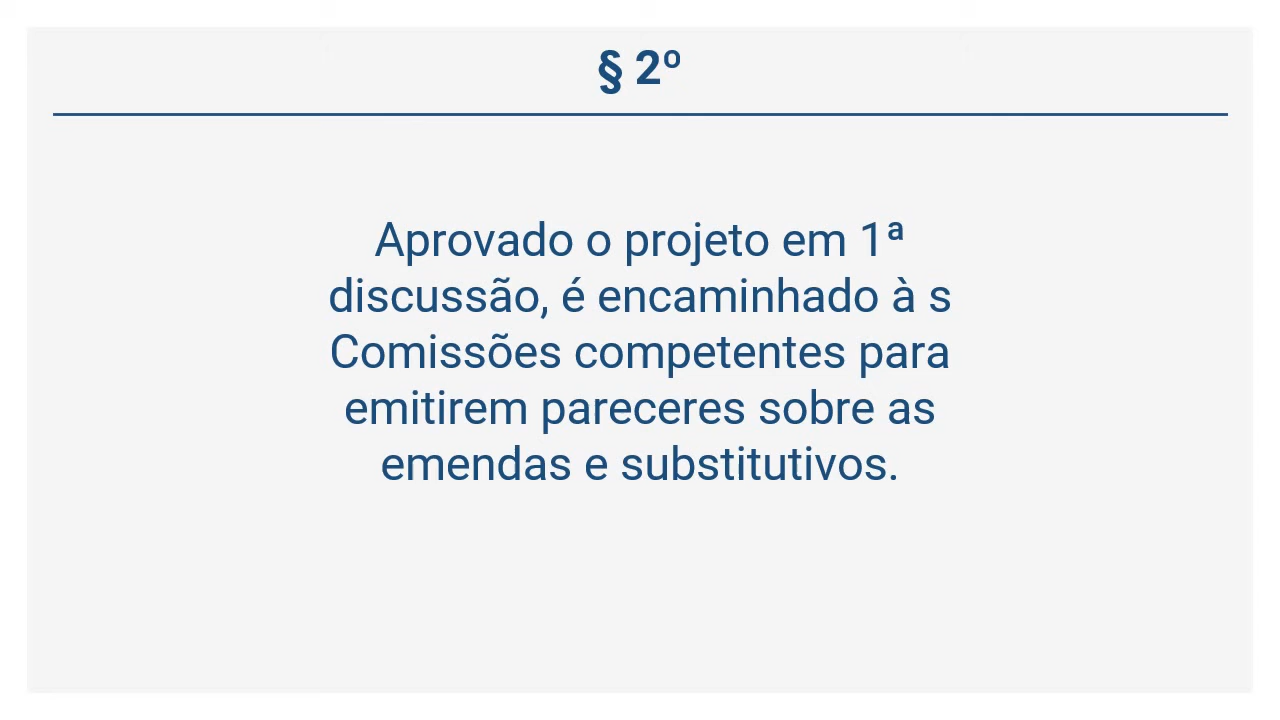 § 2º
Aprovado o projeto em 1ª
discussão, é encaminhado à s
Comissões competentes para
emitirem pareceres sobre as
emendas e substitutivos.